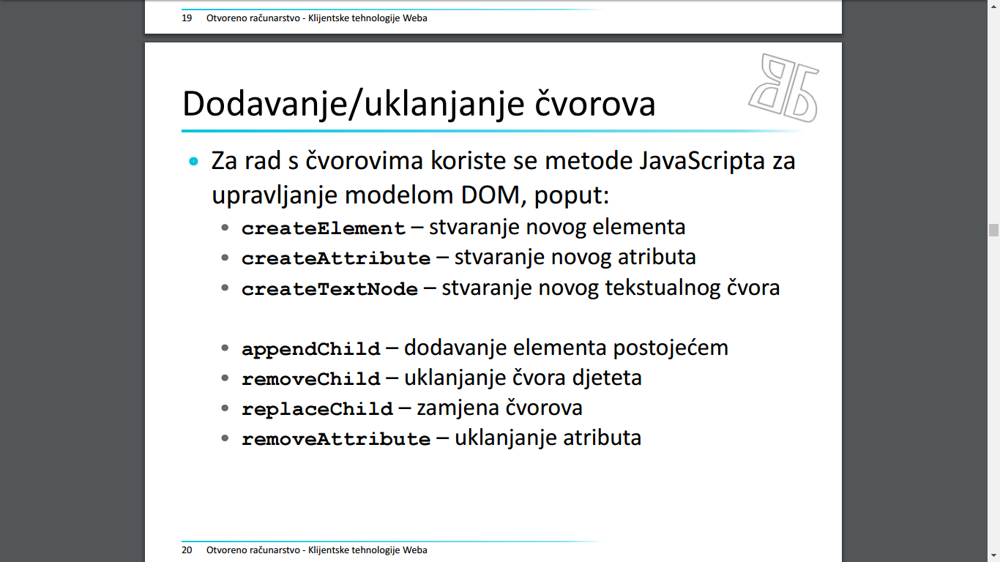 19 Otvoreno računarstvo - Klijentske tehnologije Weba
Dodavanje/uklanjanje čvorova
Za rad s čvorovima koriste se metode JavaScripta za
upravljanje modelom DOM, poput:
createElement – stvaranje novog elementa
createAttribute – stvaranje novog atributa
createTextNode – stvaranje novog tekstualnog čvora
appendChild – dodavanje elementa postojećem
removeChild – uklanjanje čvora djeteta
replaceChild – zamjena čvorova
removeAttribute – uklanjanje atributa
20 Otvoreno računarstvo - Klijentske tehnologije Weba